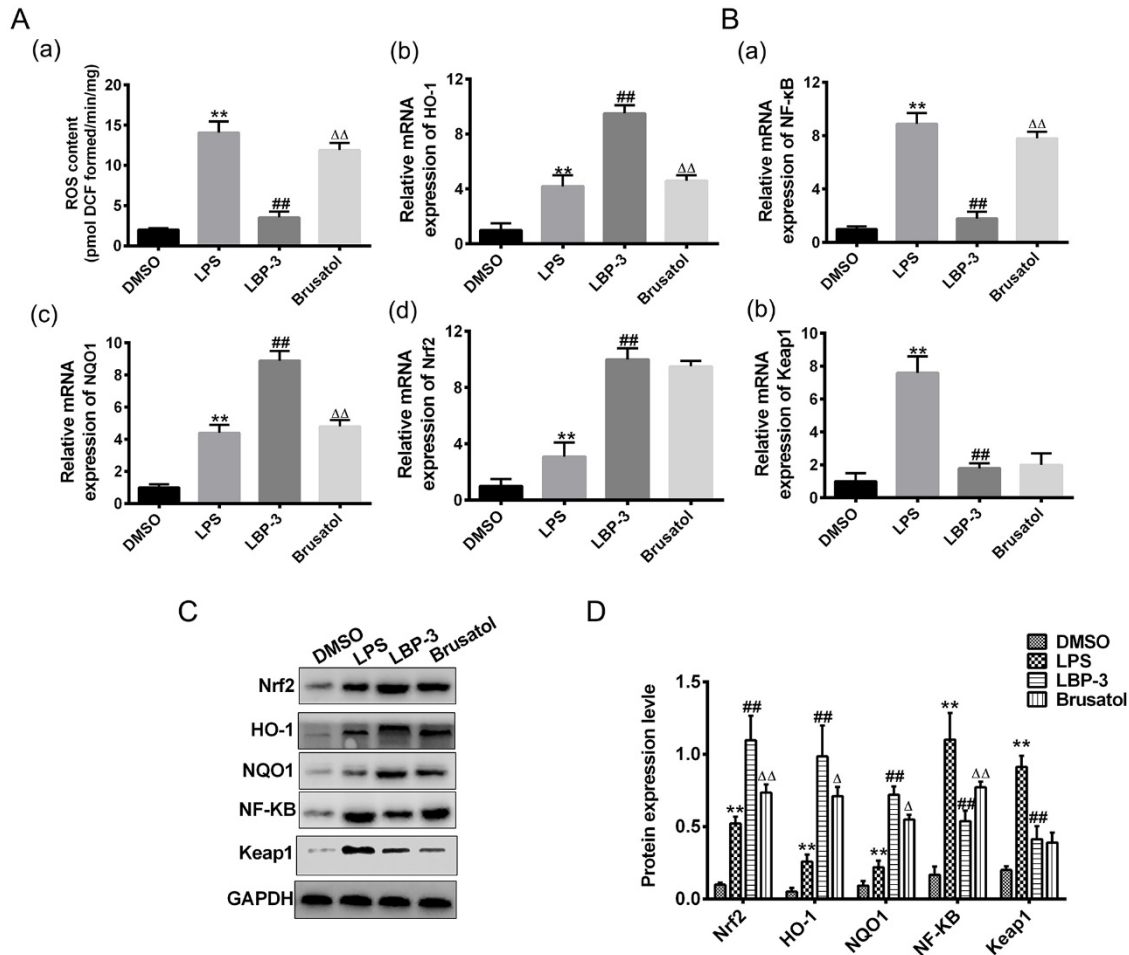 A
(a)
ROS content
(pmol DCF formed/min/mg)
20
15
10
5
0
**
##
ΔΔ
DMSO
LPS
LBP-3
Brusatol
(b)
Relative mRNA
expression of HO-1
12
8
4
0
**
##
ΔΔ
DMSO
LPS
LBP-3
Brusatol
B
(a)
Relative mRNA
expression of NF-κB
12
8
4
0
**
##
ΔΔ
DMSO
LPS
LBP-3
Brusatol
(c)
Relative mRNA
expression of NQO1
10
8
6
4
2
0
**
##
ΔΔ
DMSO
LPS
LBP-3
Brusatol
(d)
Relative mRNA
expression of Nrf2
12
8
4
0
**
##
DMSO
LPS
LBP-3
Brusatol
(b)
Relative mRNA
expression of Keap1
8
6
4
2
0
**
##
DMSO
LPS
LBP-3
Brusatol
C
DMSO
LPS
LBP-3
Brusatol
Nrf2
HO-1
NQO1
NF-KB
Keap1
GAPDH
D
DMSO
LPS
LBP-3
Brusatol
Protein expression levle
1.5
1.0
0.5
0.0
**
##
ΔΔ
**
##
Δ
**
##
Δ
**
##
ΔΔ
**
##
Nrf2
HO-1
NQO1
NF-KB
Keap1